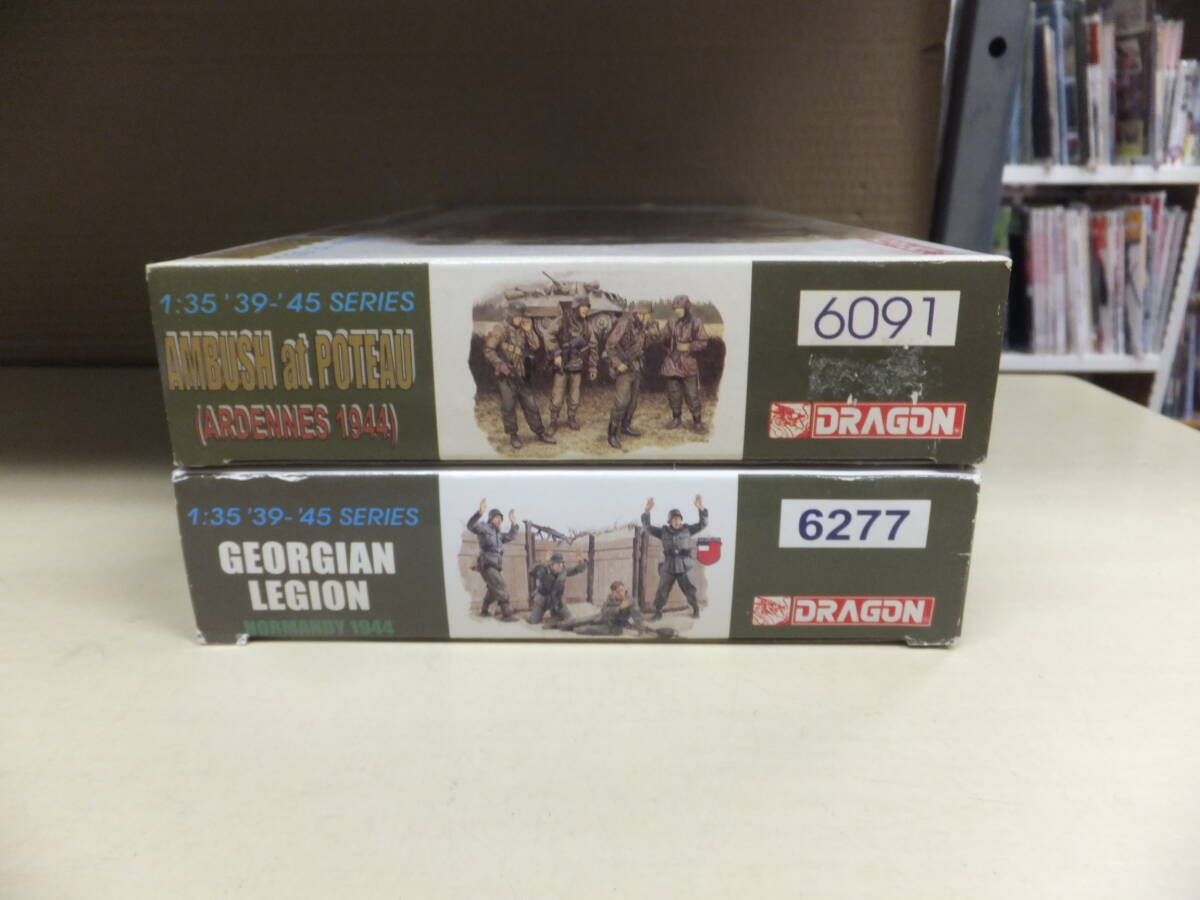 1:35 '39-'45 SERIES
AMBUSH at POTEAU
(ARDENNES 1944)
6091
DRAGON
1:35 '39-'45 SERIES
GEORGIAN
LEGION
NORMANDY 1944
6277
DRAGON